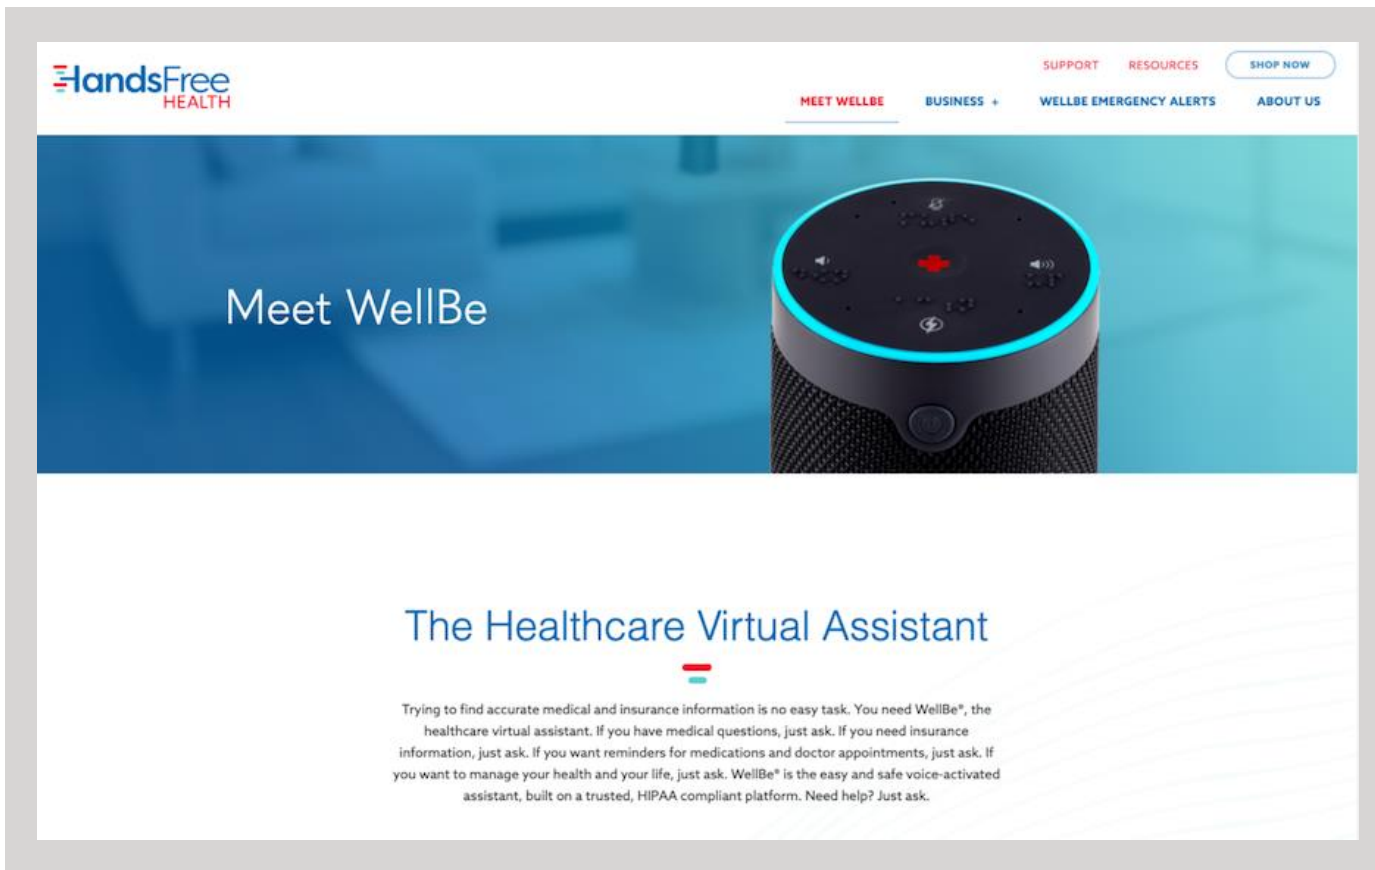 HandsFree
HEALTH
SUPPORT RESOURCES SHOP NOW
MEET WELLBE BUSINESS + WELLBE EMERGENCY ALERTS ABOUT US
Meet WellBe
The Healthcare Virtual Assistant
Trying to find accurate medical and insurance information is no easy task. You need WellBe®, the
healthcare virtual assistant. If you have medical questions, just ask. If you need insurance
information, just ask. If you want reminders for medications and doctor appointments, just ask. If
you want to manage your health and your life, just ask. WellBe® is the easy and safe voice-activated
assistant, built on a trusted, HIPAA compliant platform. Need help? Just ask.